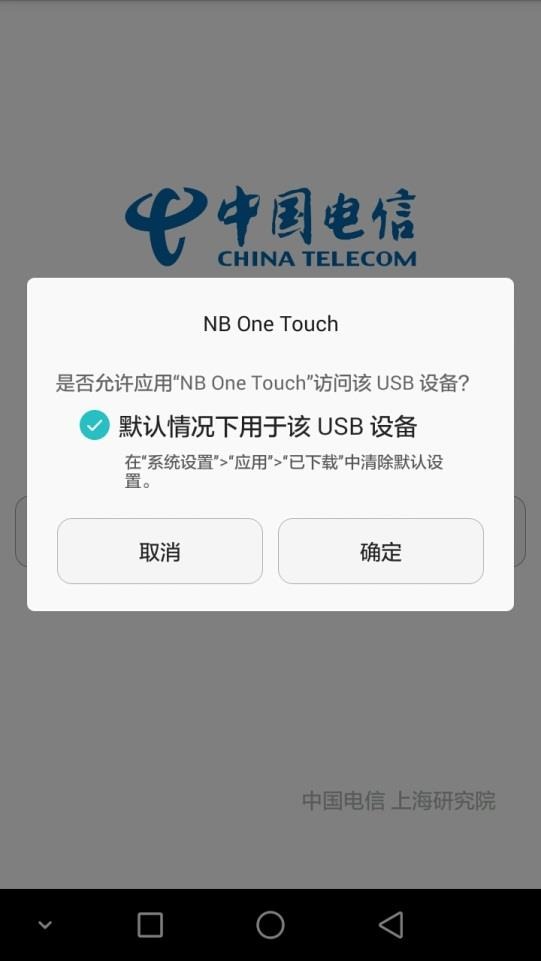 中国电信
CHINA TELECOM
NB One Touch
是否允许应用“NB One Touch”访问该 USB 设备？
默认情况下用于该 USB 设备
在“系统设置”>“应用”>“已下载”中清除默认设
置。
取消
确定
中国电信 上海研究院